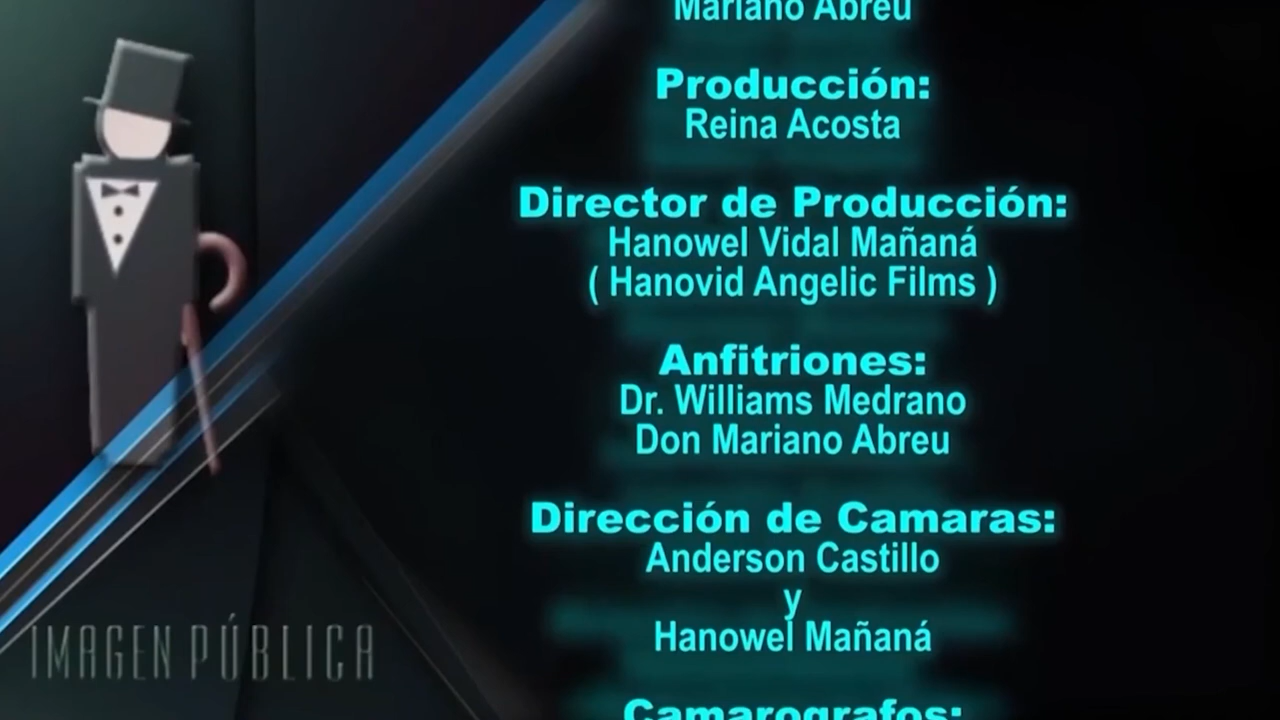 Mariano Abreu
Producción:
Reina Acosta
Director de Producción:
Hanowel Vidal Mañaná
( Hanovid Angelic Films )
Anfitriones:
Dr. Williams Medrano
Don Mariano Abreu
Dirección de Camaras:
Anderson Castillo
y
Hanowel Mañaná
Camarografos:
IMAGEN PÚBLICA